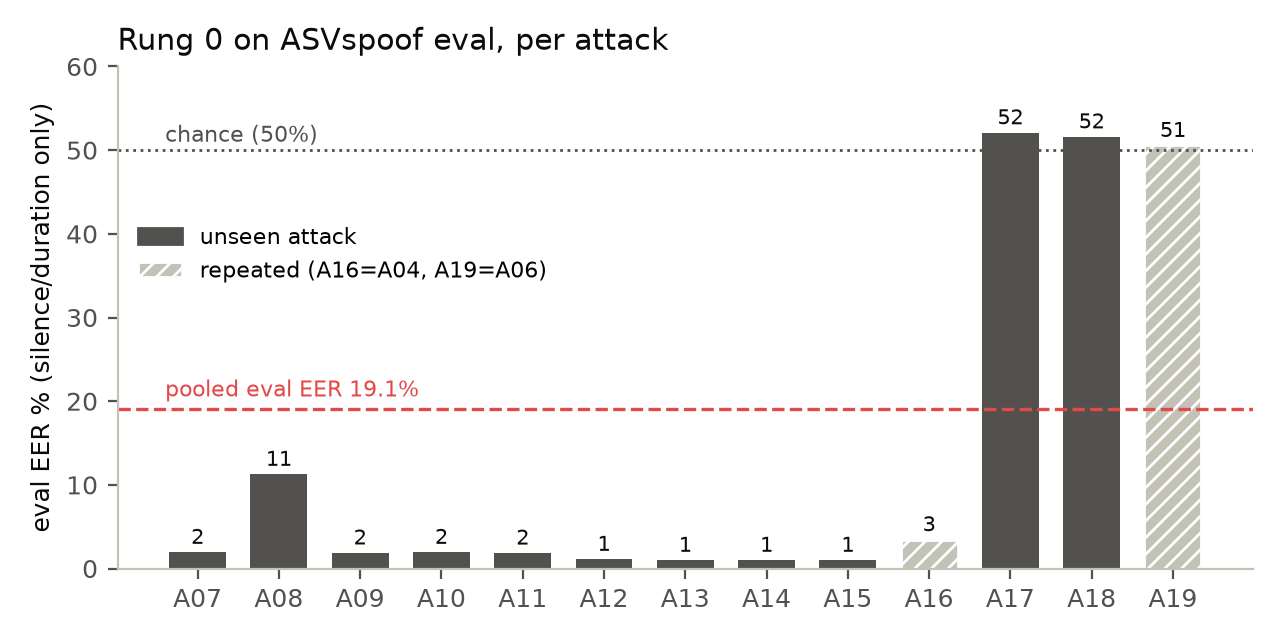 Rung 0 on ASVspoof eval, per attack
eval EER % (silence/duration only)
60
50
40
30
20
10
0
chance (50%)
unseen attack
repeated (A16=A04, A19=A06)
pooled eval EER 19.1%
2
11
2
2
2
1
1
1
1
3
52
52
51
A07
A08
A09
A10
A11
A12
A13
A14
A15
A16
A17
A18
A19